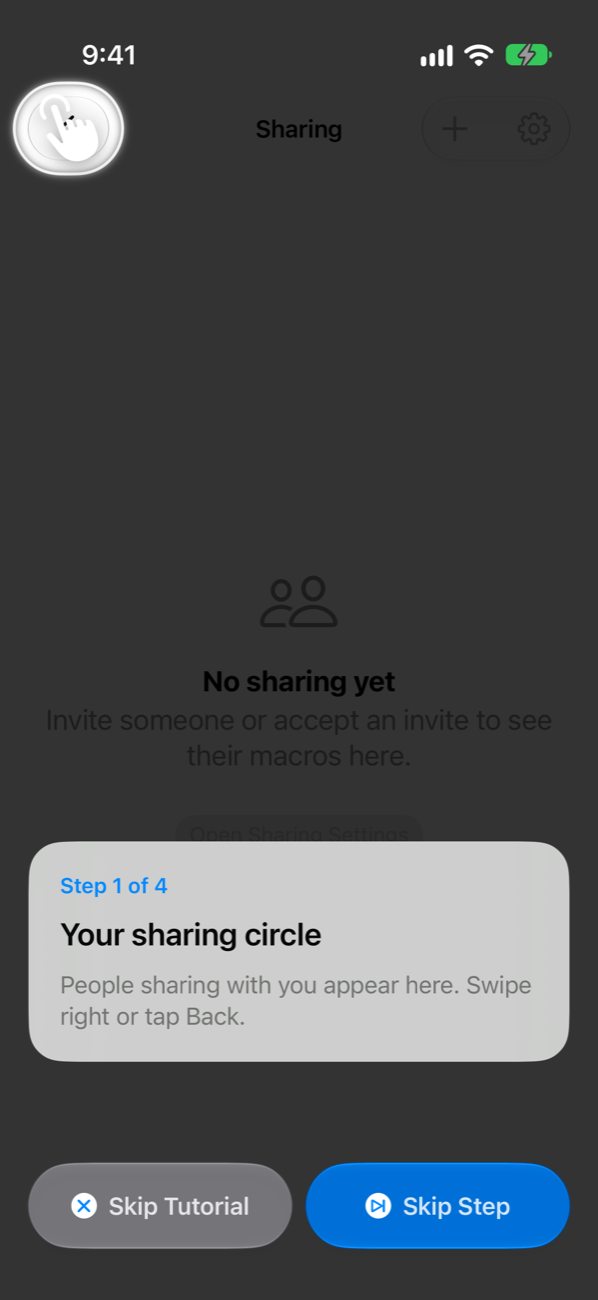 9:41
Sharing
No sharing yet
Invite someone or accept an invite to see
their macros here.
Open Sharing Settings
Step 1 of 4
Your sharing circle
People sharing with you appear here. Swipe
right or tap Back.
Skip Tutorial
Skip Step